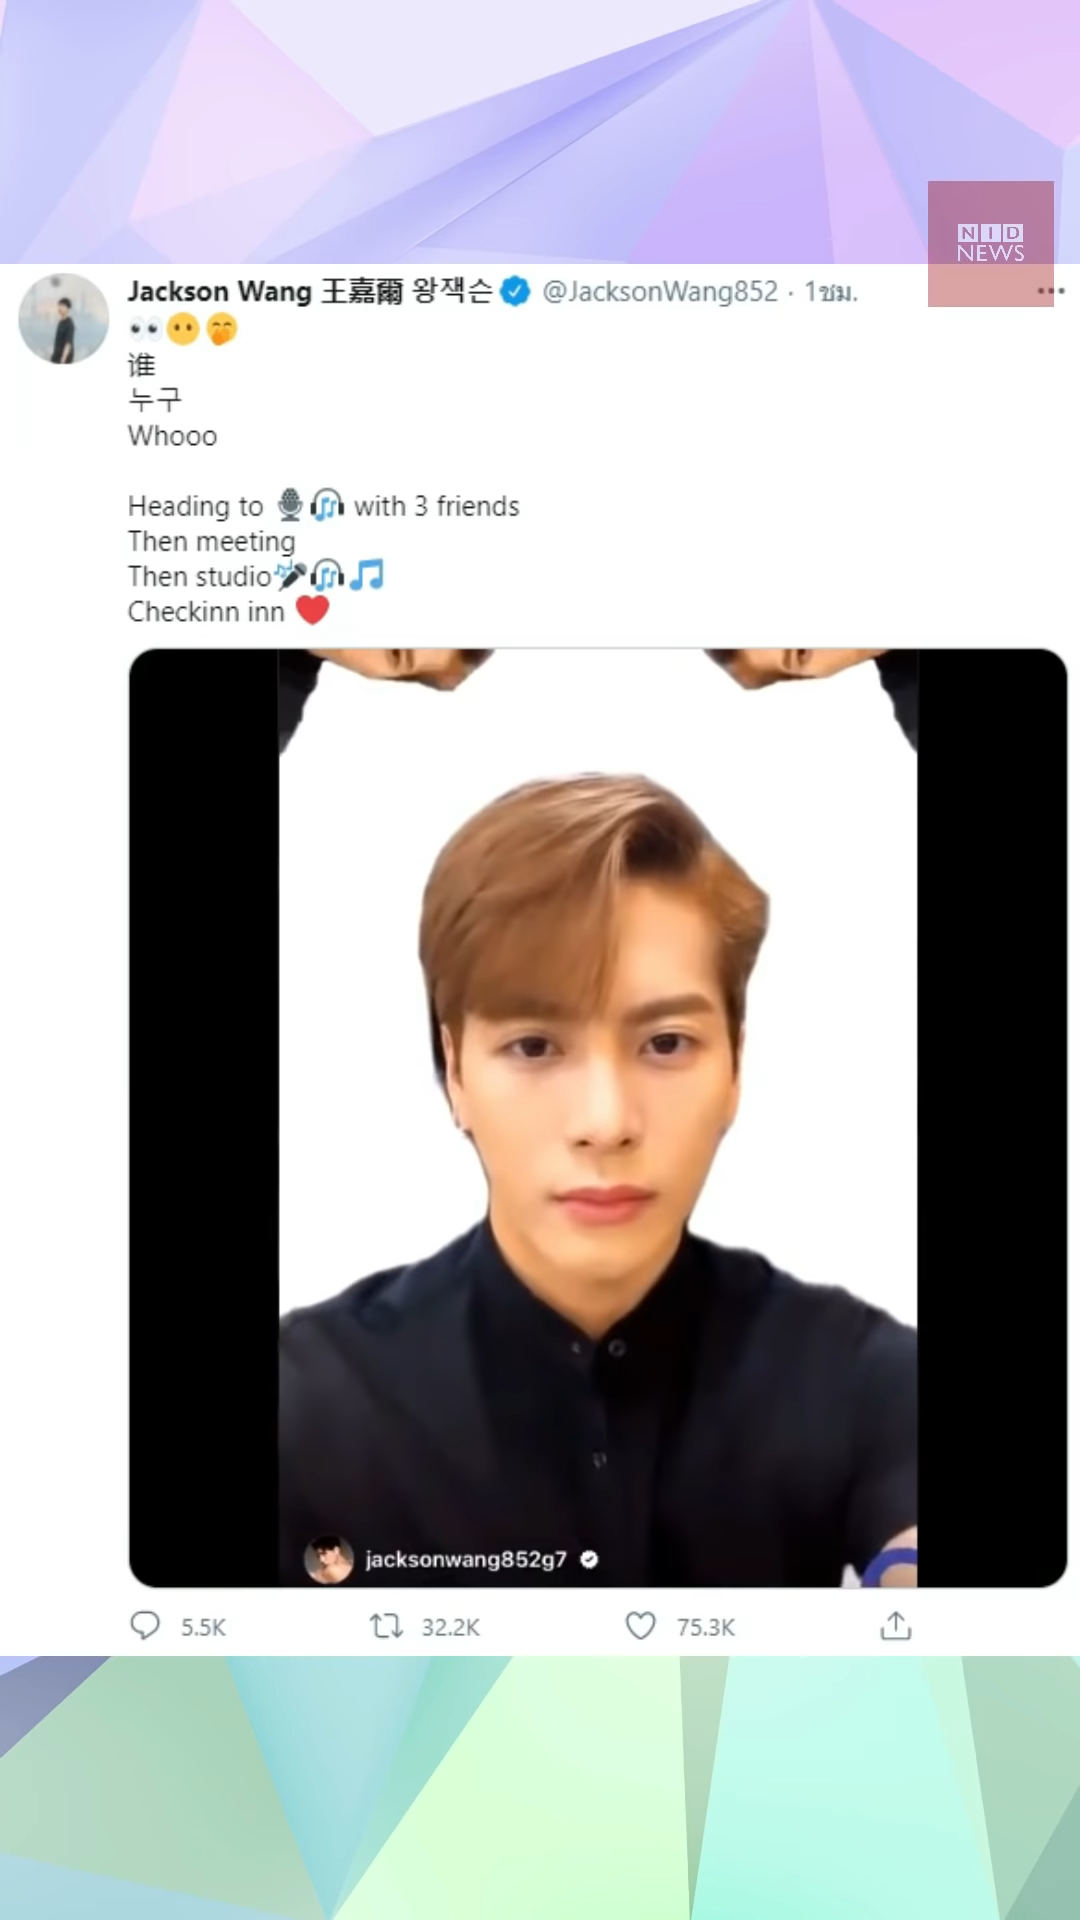 NID
NEWS
Jackson Wang 王嘉爾 왕잭슨 @JacksonWang852 · 1ชม.
👀😶🤭
谁
누구
Whooo
Heading to 🎙️🎧 with 3 friends
Then meeting
Then studio🎤🎧🎵
Checkinn inn ❤️
jacksonwang852g7
5.5K 32.2K 75.3K